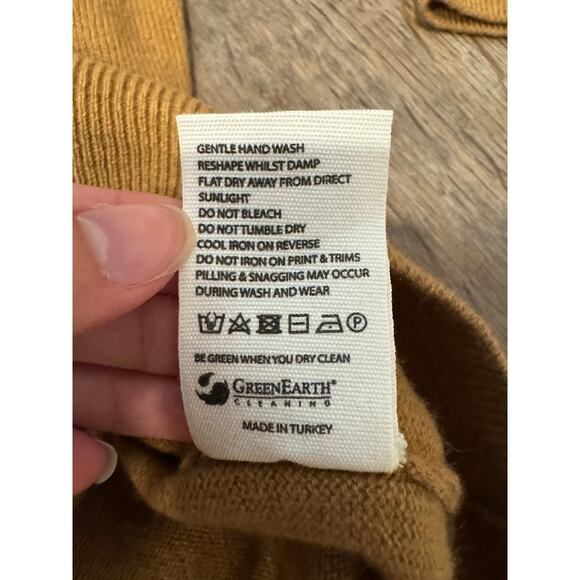 GENTLE HAND WASH
RESHAPE WHILST DAMP
FLAT DRY AWAY FROM DIRECT
SUNLIGHT
DO NOT BLEACH
DO NOT TUMBLE DRY
COOL IRON ON REVERSE
DO NOT IRON ON PRINT & TRIMS
PILLING & SNAGGING MAY OCCUR
DURING WASH AND WEAR
P
BE GREEN WHEN YOU DRY CLEAN
GREENEARTH®
CLEANING
MADE IN TURKEY